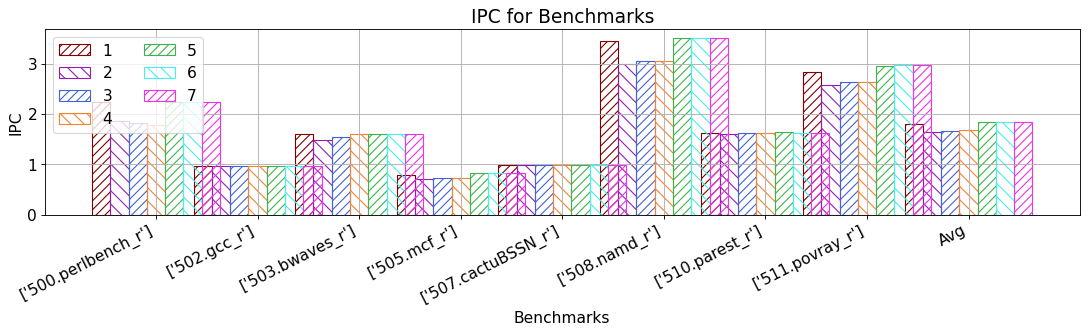 IPC for Benchmarks
IPC
3
2
1
0
1 5
2 6
3 7
4
['500.perlbench_r']
['502.gcc_r']
['503.bwaves_r']
['505.mcf_r']
['507.cactuBSSN_r']
['508.namd_r']
['510.parest_r']
['511.povray_r']
Avg
Benchmarks